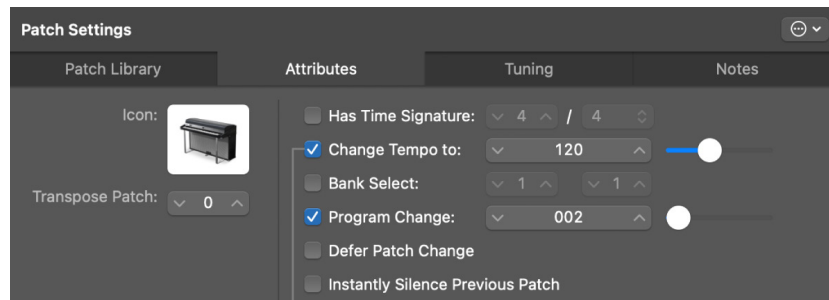 Patch Settings
Patch Library Attributes Tuning Notes
Icon:
Has Time Signature: 4 / 4
Change Tempo to: 120
Bank Select: 1 1
Transpose Patch: 0
Program Change: 002
Defer Patch Change
Instantly Silence Previous Patch